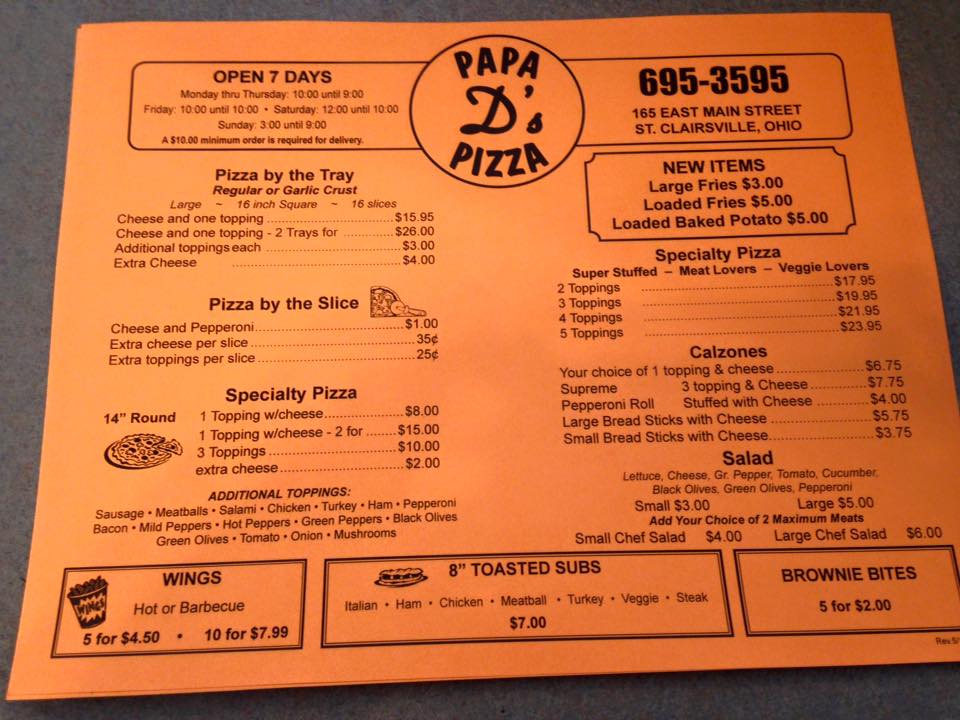 PAPA
D's
PIZZA
OPEN 7 DAYS
Monday thru Thursday: 10:00 until 9:00
Friday: 10:00 until 10:00 • Saturday: 12:00 until 10:00
Sunday: 3:00 until 9:00
A $10.00 minimum order is required for delivery.
695-3595
165 EAST MAIN STREET
ST. CLAIRSVILLE, OHIO
Pizza by the Tray
Regular or Garlic Crust
Large ~ 16 inch Square ~ 16 slices
Cheese and one topping ........ $15.95
Cheese and one topping - 2 Trays for ........ $26.00
Additional toppings each ........ $3.00
Extra Cheese ........ $4.00
Pizza by the Slice
Cheese and Pepperoni ........ $1.00
Extra cheese per slice ........ 35¢
Extra toppings per slice ........ 25¢
Specialty Pizza
14” Round
1 Topping w/cheese ........ $8.00
1 Topping w/cheese - 2 for ........ $15.00
3 Toppings ........ $10.00
extra cheese ........ $2.00
ADDITIONAL TOPPINGS:
Sausage • Meatballs • Salami • Chicken • Turkey • Ham • Pepperoni
Bacon • Mild Peppers • Hot Peppers • Green Peppers • Black Olives
Green Olives • Tomato • Onion • Mushrooms
NEW ITEMS
Large Fries $3.00
Loaded Fries $5.00
Loaded Baked Potato $5.00
Specialty Pizza
Super Stuffed – Meat Lovers – Veggie Lovers
2 Toppings ........ $17.95
3 Toppings ........ $19.95
4 Toppings ........ $21.95
5 Toppings ........ $23.95
Calzones
Your choice of 1 topping & cheese ........ $6.75
Supreme 3 topping & Cheese ........ $7.75
Pepperoni Roll Stuffed with Cheese ........ $4.00
Large Bread Sticks with Cheese ........ $5.75
Small Bread Sticks with Cheese ........ $3.75
Salad
Lettuce, Cheese, Gr. Pepper, Tomato, Cucumber,
Black Olives, Green Olives, Pepperoni
Small $3.00 Large $5.00
Add Your Choice of 2 Maximum Meats
Small Chef Salad $4.00 Large Chef Salad $6.00
WINGS
WINGS
Hot or Barbecue
5 for $4.50 • 10 for $7.99
8” TOASTED SUBS
Italian • Ham • Chicken • Meatball • Turkey • Veggie • Steak
$7.00
BROWNIE BITES
5 for $2.00